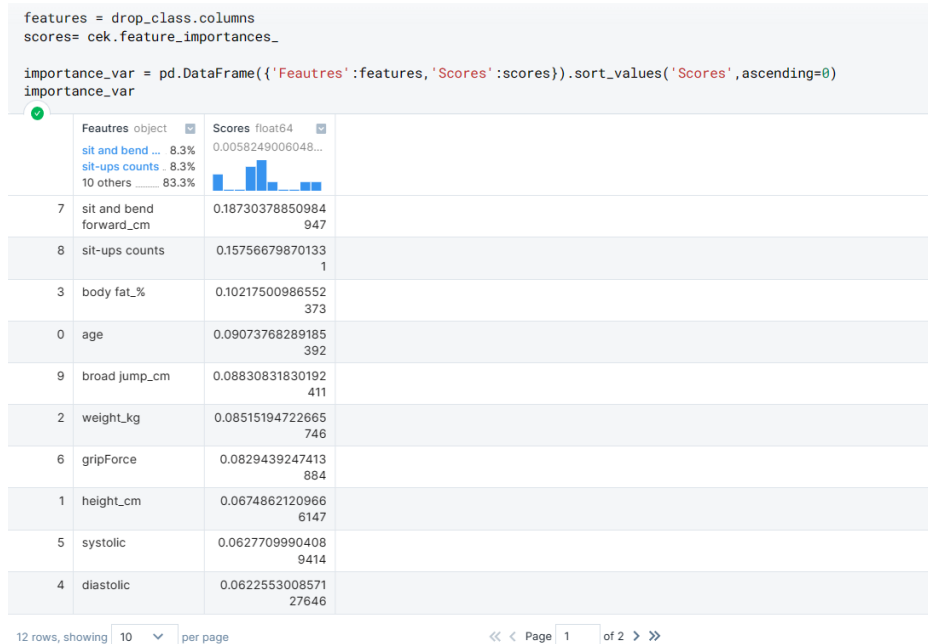 features = drop_class.columns
scores= cek.feature_importances_
importance_var = pd.DataFrame({'Feautres':features,'Scores':scores}).sort_values('Scores',ascending=0)
importance_var
Feautres object
Scores float64
sit and bend ... 8.3%
sit-ups counts .. 8.3%
10 others 83.3%
0.0058249006048...
7 sit and bend 0.18730378850984
forward_cm 947
8 sit-ups counts 0.15756679870133
1
3 body fat_% 0.10217500986552
373
0 age 0.09073768289185
392
9 broad jump_cm 0.08830831830192
411
2 weight_kg 0.08515194722665
746
6 gripForce 0.0829439247413
884
1 height_cm 0.0674862120966
6147
5 systolic 0.0627709990408
9414
4 diastolic 0.0622553008571
27646
12 rows, showing 10 per page
Page 1 of 2